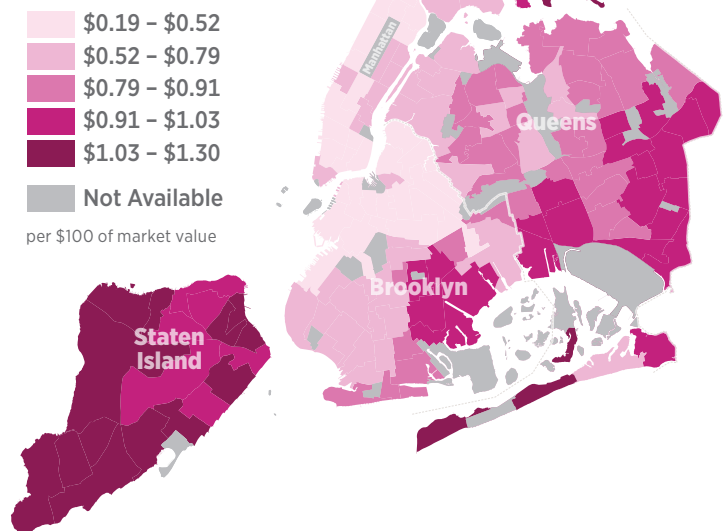 $0.19 – $0.52
$0.52 – $0.79
$0.79 – $0.91
$0.91 – $1.03
$1.03 – $1.30
Not Available
per $100 of market value
Manhattan
Queens
Brooklyn
Staten
Island